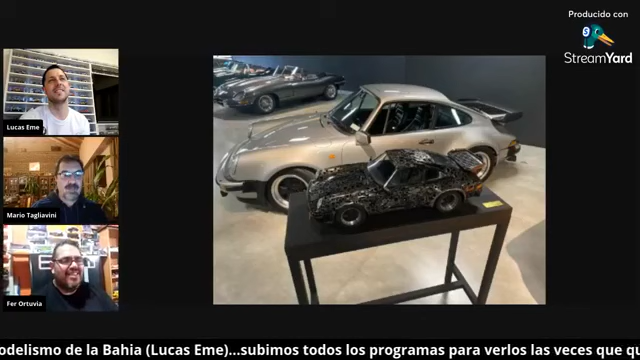 Producido con
StreamYard
Lucas Eme
Mario Tagliavini
Fer Ortuvia
odelismo de la Bahia (Lucas Eme)...subimos todos los programas para verlos las veces que qu